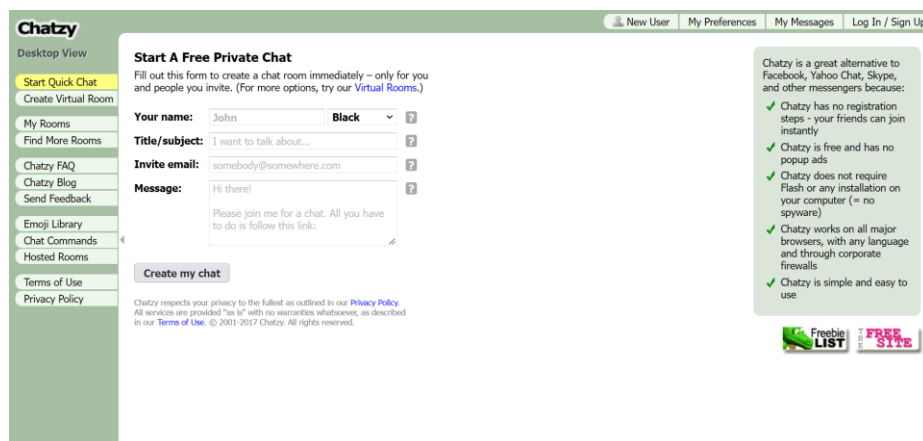 Chatzy
New User
My Preferences
My Messages
Log In / Sign Up
Desktop View
Start Quick Chat
Create Virtual Room
My Rooms
Find More Rooms
Chatzy FAQ
Chatzy Blog
Send Feedback
Emoji Library
Chat Commands
Hosted Rooms
Terms of Use
Privacy Policy
Start A Free Private Chat
Fill out this form to create a chat room immediately – only for you
and people you invite. (For more options, try our Virtual Rooms.)
Your name: John Black ?
Title/subject: I want to talk about... ?
Invite email: somebody@somewhere.com ?
Message: Hi there! ?
Please join me for a chat. All you have
to do is follow this link:
Create my chat
Chatzy respects your privacy to the fullest as outlined in our Privacy Policy.
All services are provided "as is" with no warranties whatsoever, as described
in our Terms of Use. © 2001-2017 Chatzy. All rights reserved.
Chatzy is a great alternative to
Facebook, Yahoo Chat, Skype,
and other messengers because:
Chatzy has no registration
steps - your friends can join
instantly
Chatzy is free and has no
popup ads
Chatzy does not require
Flash or any installation on
your computer (= no
spyware)
Chatzy works on all major
browsers, with any language
and through corporate
firewalls
Chatzy is simple and easy to
use
Freebie
LIST
THE
FREE
SITE